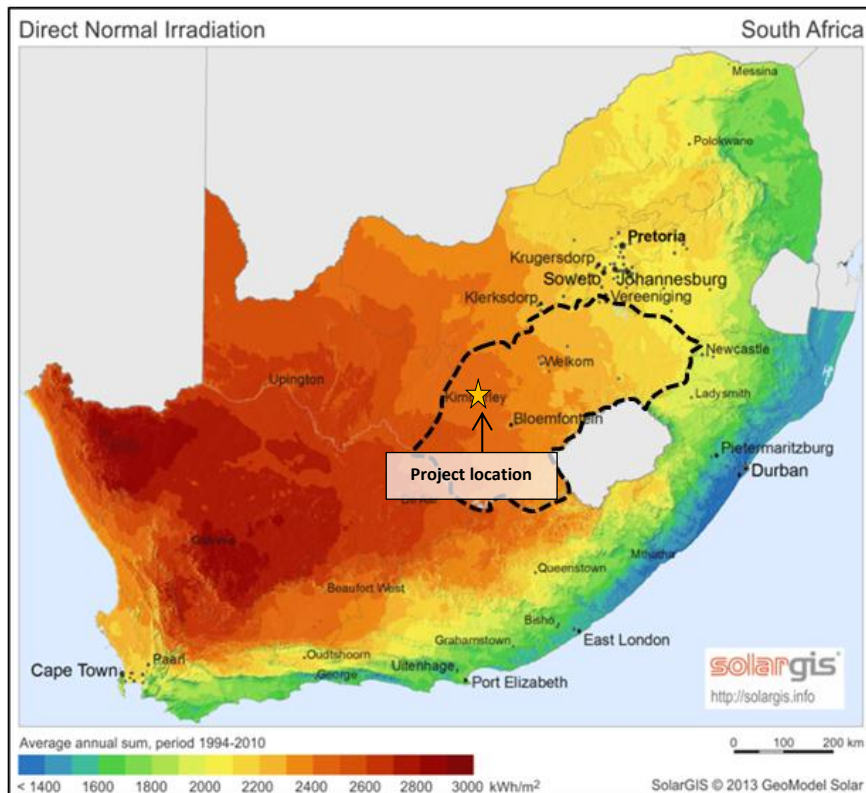 Direct Normal Irradiation
South Africa
Messina
Polokwane
Pretoria
Krugersdorp
Soweto
Johannesburg
Klerksdorp
Vereeniging
Welkom
Newcastle
Upington
Ladysmith
Bloemfontein
Pietermaritzburg
Durban
Project location
Queenstown
Beaufort West
Bisho
East London
Grahamstown
Cape Town
Paarl
Oudtshoorn
George
Uitenhage
Port Elizabeth
solargis
http://solargis.info
Average annual sum, period 1994-2010
0 100 200 km
< 1400 1600 1800 2000 2200 2400 2600 2800 3000 kWh/m²
SolarGIS © 2013 GeoModel Solar